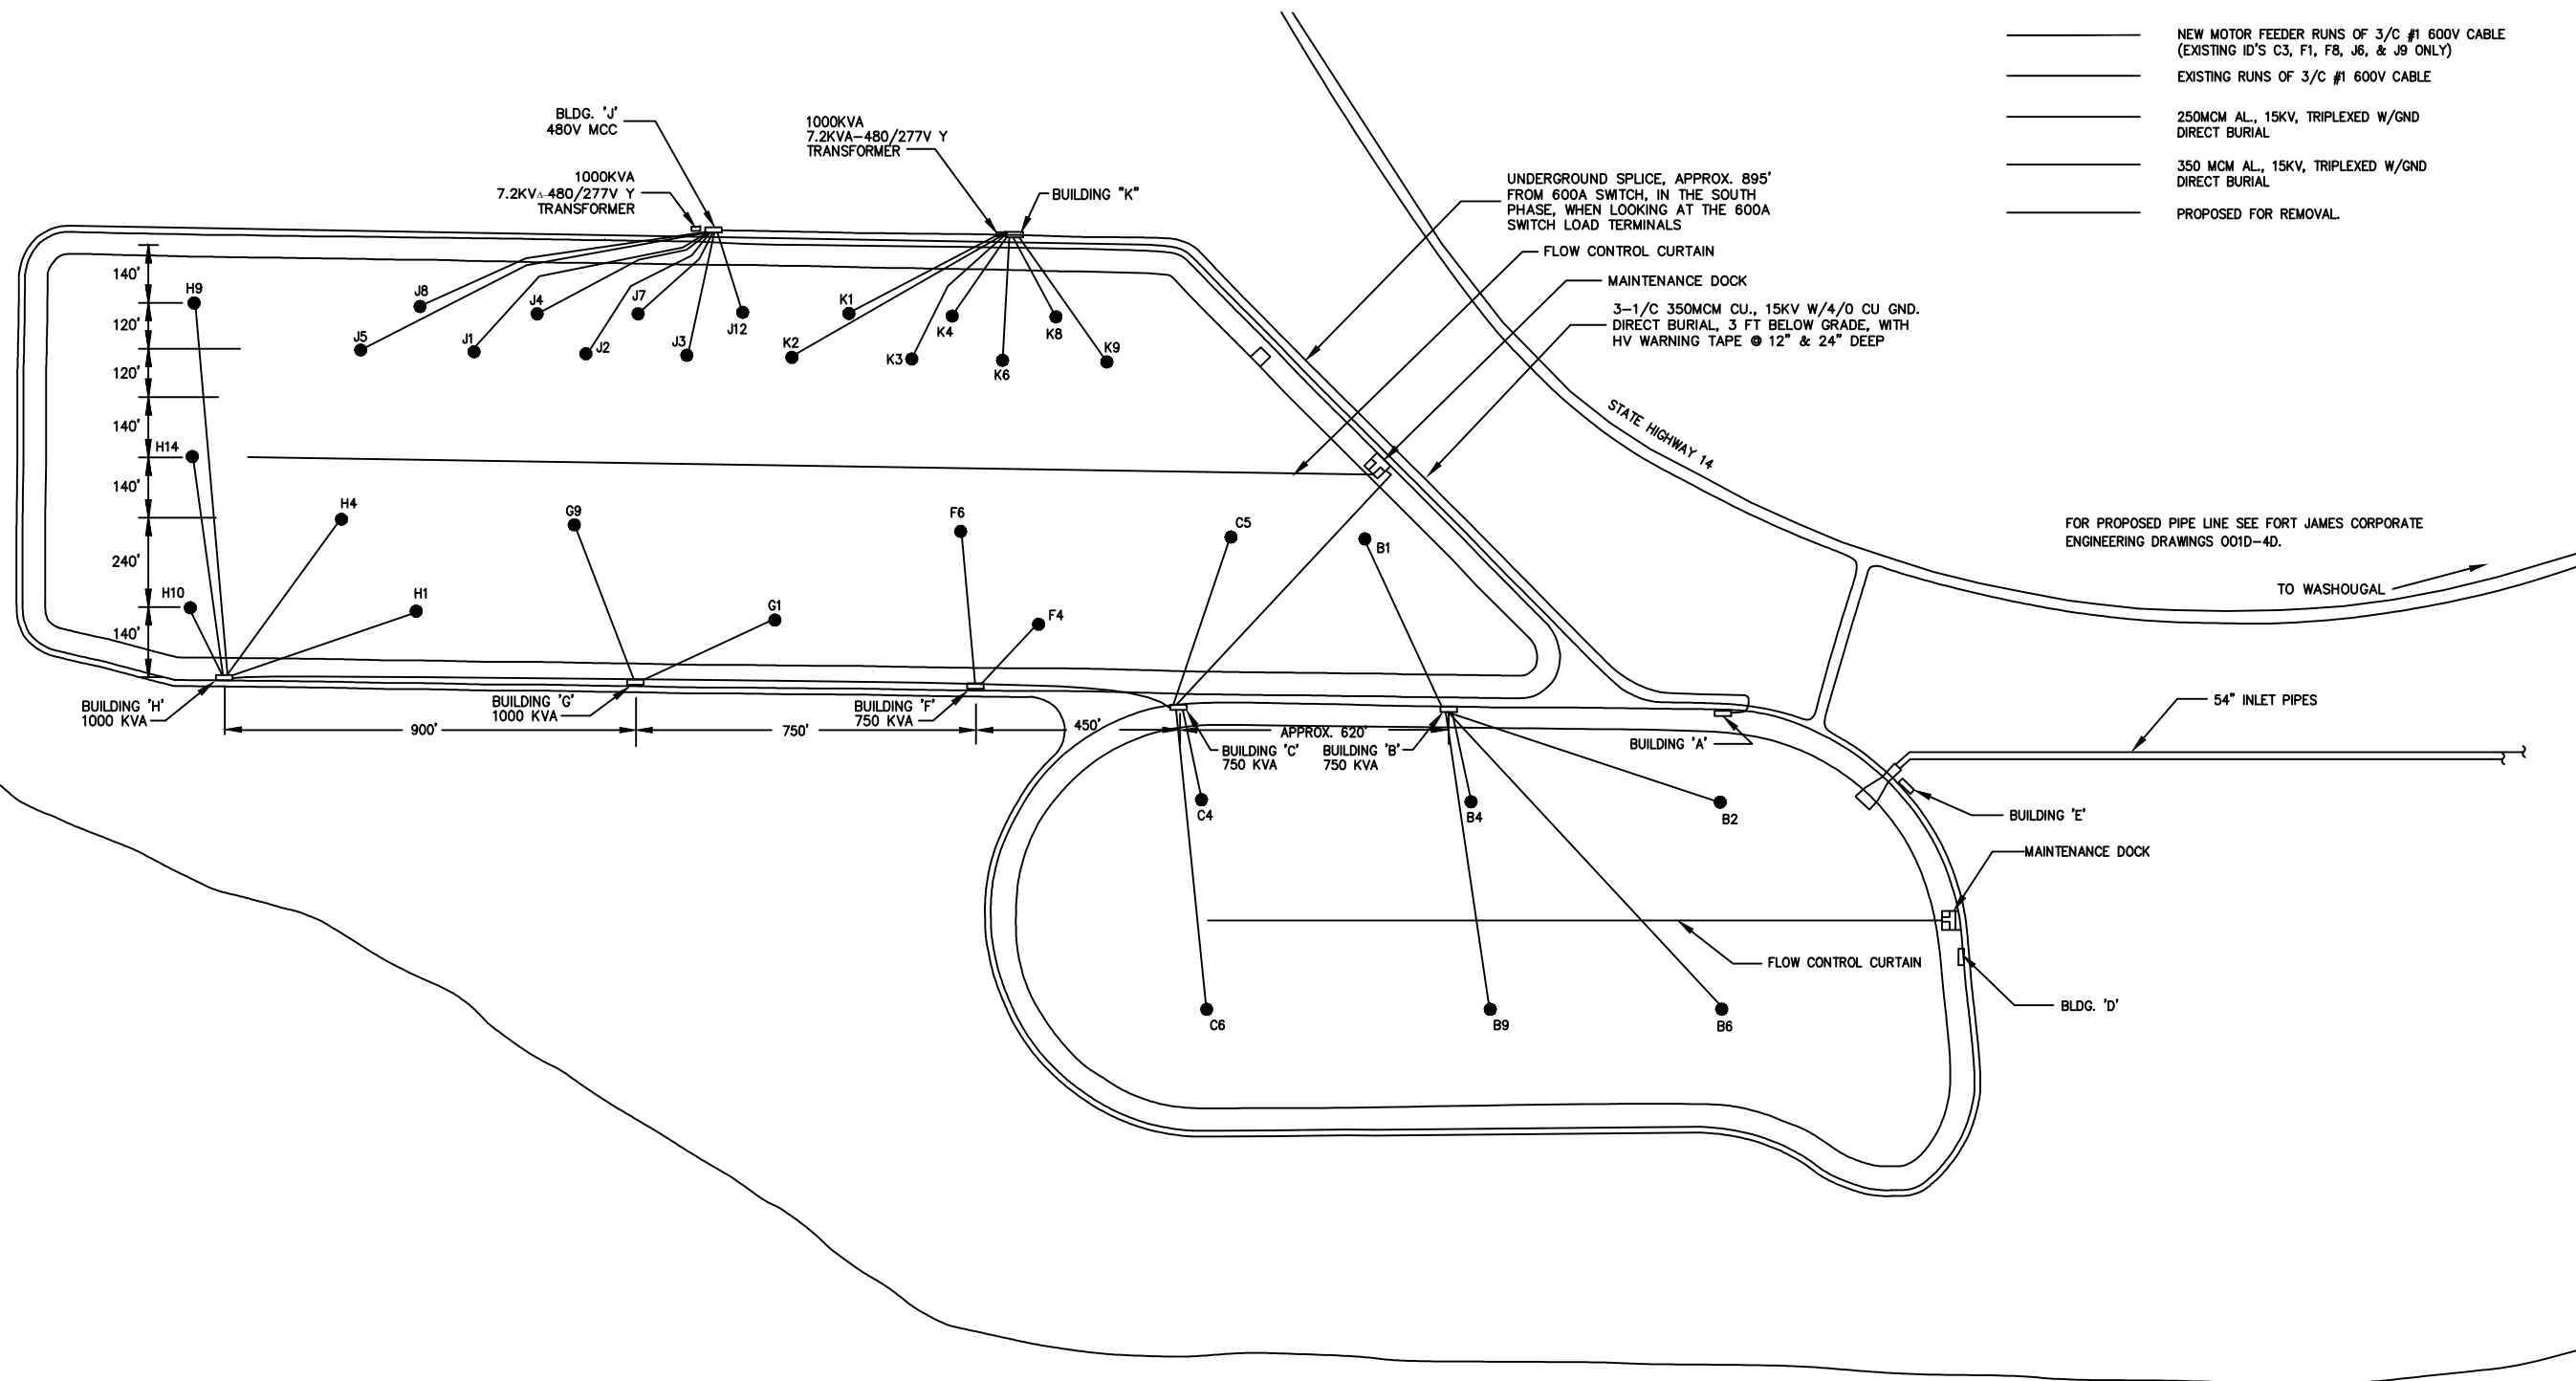 NEW MOTOR FEEDER RUNS OF 3/C #1 600V CABLE
(EXISTING ID'S C3, F1, F8, J6, & J9 ONLY)
EXISTING RUNS OF 3/C #1 600V CABLE
250MCM AL., 15KV, TRIPLEXED W/GND
DIRECT BURIAL
350 MCM AL., 15KV, TRIPLEXED W/GND
DIRECT BURIAL
PROPOSED FOR REMOVAL.
BLDG. 'J'
480V MCC
1000KVA
7.2KVA-480/277V Y
TRANSFORMER
1000KVA
7.2KVΔ-480/277V Y
TRANSFORMER
BUILDING "K"
UNDERGROUND SPLICE, APPROX. 895'
FROM 600A SWITCH, IN THE SOUTH
PHASE, WHEN LOOKING AT THE 600A
SWITCH LOAD TERMINALS
FLOW CONTROL CURTAIN
MAINTENANCE DOCK
3-1/C 350MCM CU., 15KV W/4/0 CU GND.
DIRECT BURIAL, 3 FT BELOW GRADE, WITH
HV WARNING TAPE @ 12" & 24" DEEP
STATE HIGHWAY 14
140'
H9
J8
J4
J7
J12
K1
K4
K8
120'
J5
J1
J2
J3
K2
K3
K6
K9
120'
140'
H14
140'
H4
G9
F6
C5
B1
FOR PROPOSED PIPE LINE SEE FORT JAMES CORPORATE
ENGINEERING DRAWINGS 001D-4D.
TO WASHOUGAL
240'
H10
H1
G1
F4
140'
BUILDING 'H'
1000 KVA
BUILDING 'G'
1000 KVA
BUILDING 'F'
750 KVA
900'
750'
450'
APPROX. 620'
BUILDING 'C'
750 KVA
BUILDING 'B'
750 KVA
BUILDING 'A'
54" INLET PIPES
C4
B4
B2
BUILDING 'E'
MAINTENANCE DOCK
FLOW CONTROL CURTAIN
BLDG. 'D'
C6
B9
B6